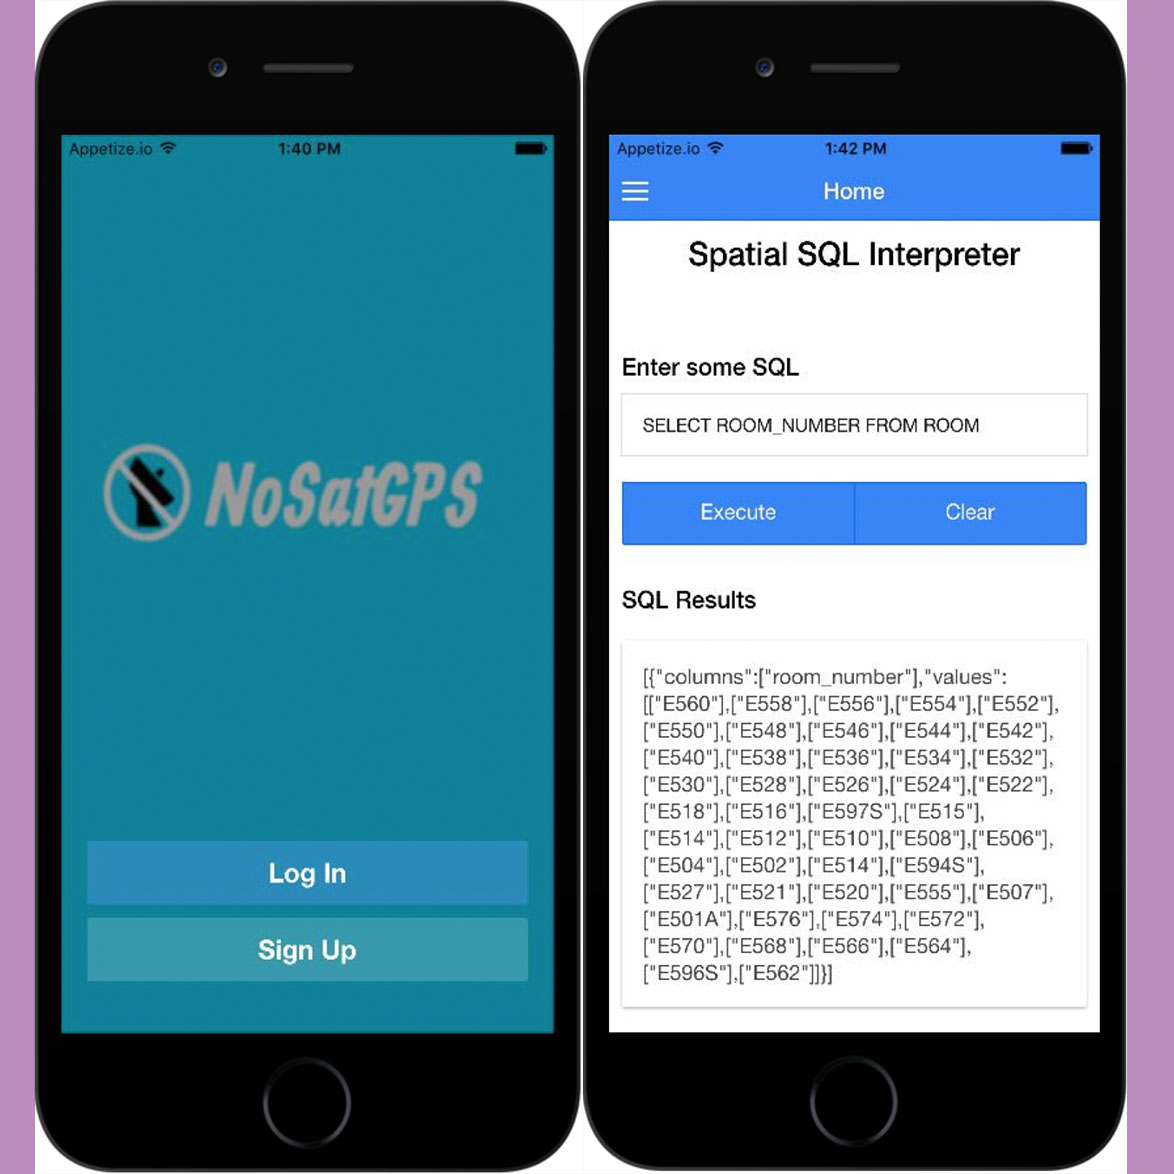 Appetize.io
1:40 PM
NoSatGPS
Log In
Sign Up
Appetize.io
1:42 PM
Home
Spatial SQL Interpreter
Enter some SQL
SELECT ROOM_NUMBER FROM ROOM
Execute
Clear
SQL Results
[{"columns":["room_number"],"values":
[["E560"],["E558"],["E556"],["E554"],["E552"],
["E550"],["E548"],["E546"],["E544"],["E542"],
["E540"],["E538"],["E536"],["E534"],["E532"],
["E530"],["E528"],["E526"],["E524"],["E522"],
["E518"],["E516"],["E597S"],["E515"],
["E514"],["E512"],["E510"],["E508"],["E506"],
["E504"],["E502"],["E514"],["E594S"],
["E527"],["E521"],["E520"],["E555"],["E507"],
["E501A"],["E576"],["E574"],["E572"],
["E570"],["E568"],["E566"],["E564"],
["E596S"],["E562"]]}]